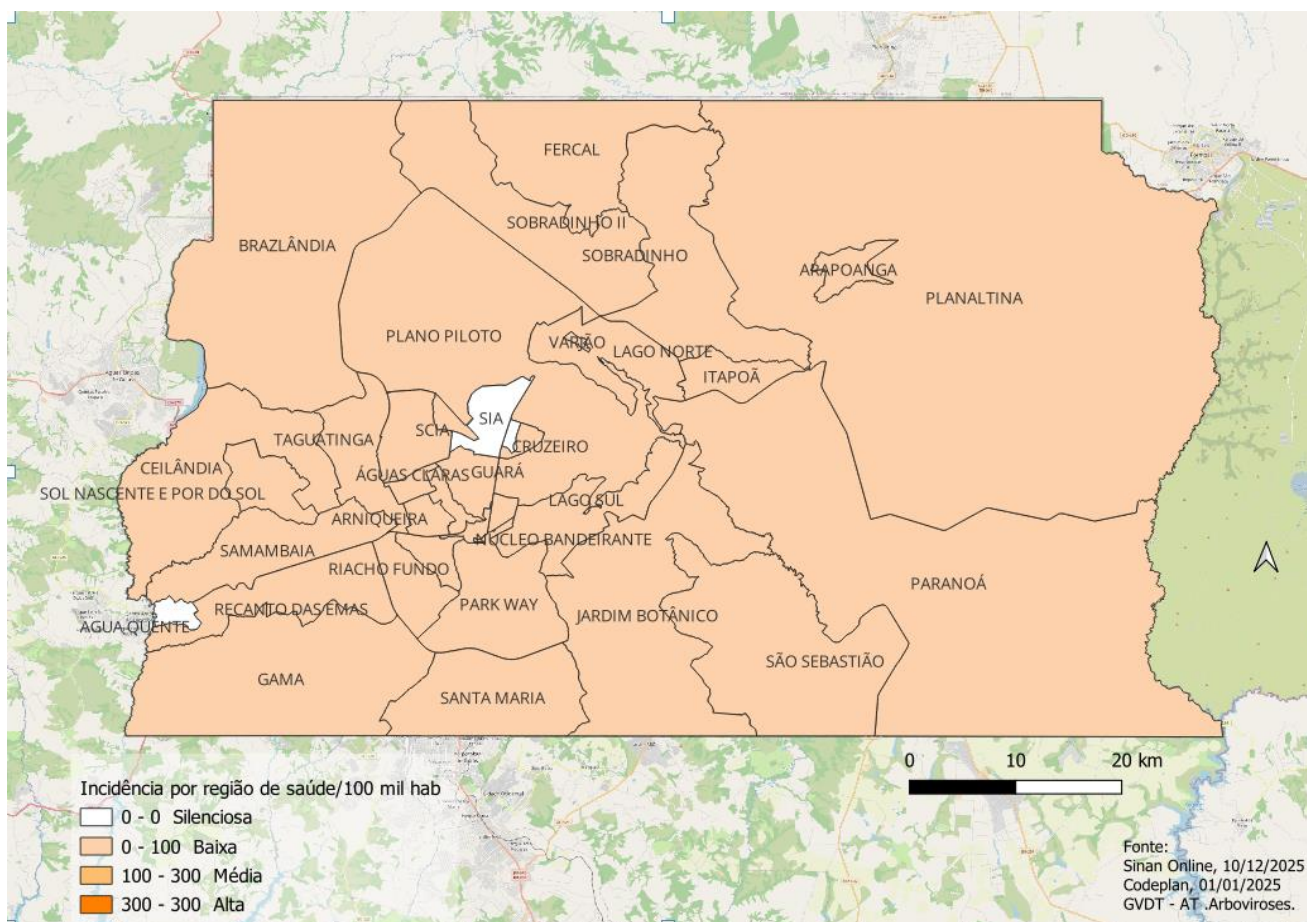 FERCAL
SOBRADINHO II
BRAZLÂNDIA
SOBRADINHO
ARAPOANGA
PLANALTINA
PLANO PILOTO
VARJÃO
LAGO NORTE
ITAPOÃ
SIA
SCIA
TAGUATINGA
CRUZEIRO
CEILÂNDIA
ÁGUAS CLARAS
GUARÁ
SOL NASCENTE E POR DO SOL
LAGO SUL
ARNIQUEIRA
NÚCLEO BANDEIRANTE
SAMAMBAIA
RIACHO FUNDO
PARANOÁ
RECANTO DAS EMAS
PARK WAY
JARDIM BOTÂNICO
AGUA QUENTE
SÃO SEBASTIÃO
GAMA
SANTA MARIA
0 10 20 km
Incidência por região de saúde/100 mil hab
0 - 0 Silenciosa
0 - 100 Baixa
100 - 300 Média
300 - 300 Alta
Fonte:
Sinan Online, 10/12/2025
Codeplan, 01/01/2025
GVDT - AT .Arboviroses.